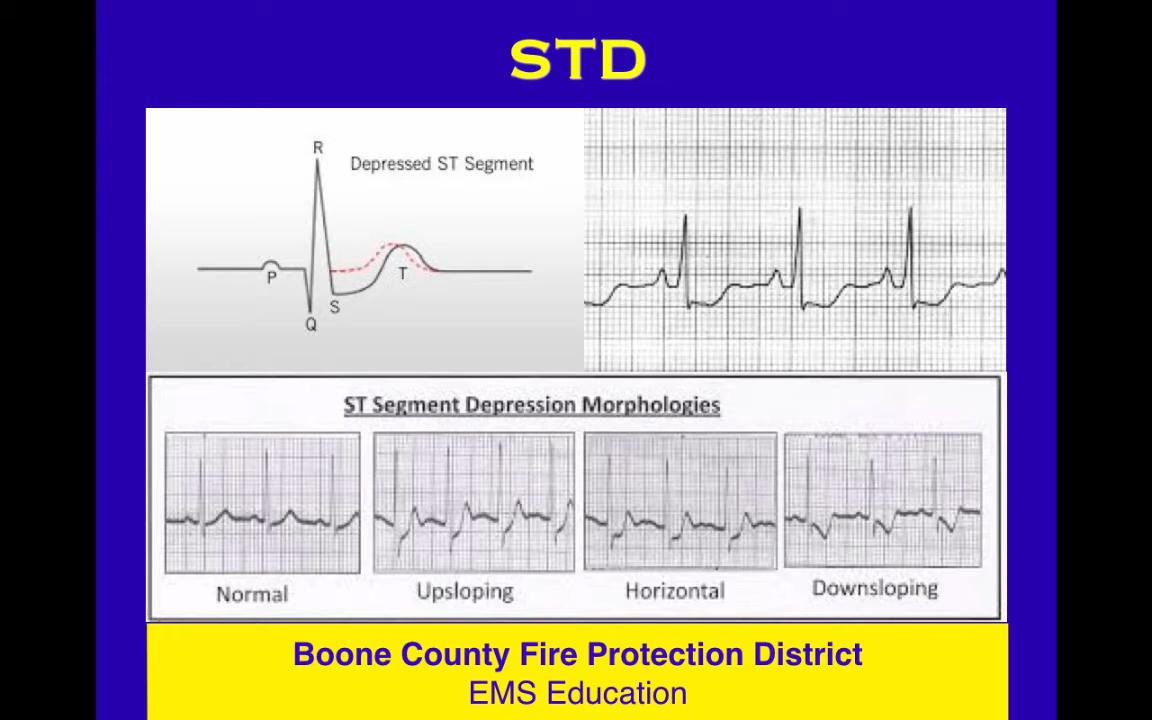 STD
R
Depressed ST Segment
P
T
S
Q
ST Segment Depression Morphologies
Normal
Upsloping
Horizontal
Downsloping
Boone County Fire Protection District
EMS Education